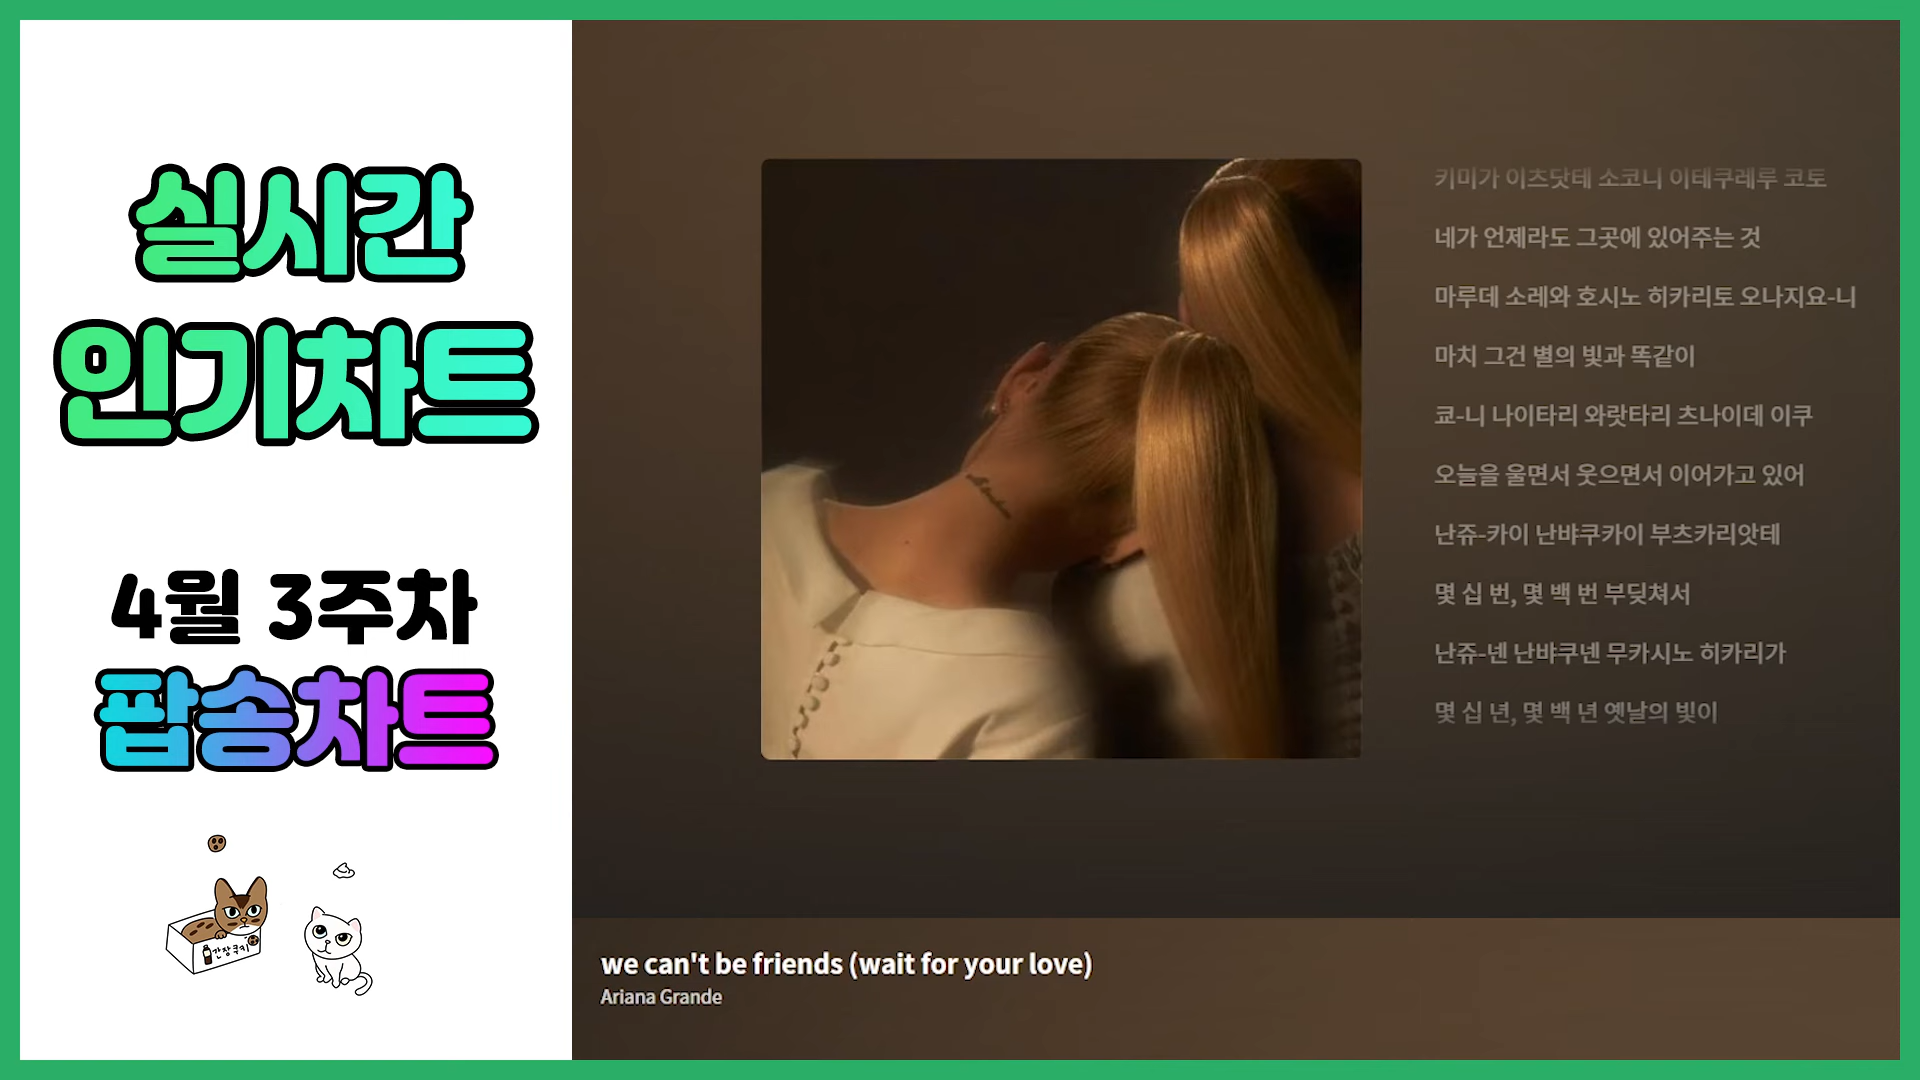 실시간
인기차트
4월 3주차
팝송차트
간장쿠키
키미가 이츠닷테 소코니 이테쿠레루 코토
네가 언제라도 그곳에 있어주는 것
마루데 소레와 호시노 히카리토 오나지요-니
마치 그건 별의 빛과 똑같이
쿄-니 나이타리 와랏타리 츠나이데 이쿠
오늘을 울면서 웃으면서 이어가고 있어
난쥬-카이 난뱌쿠카이 부츠카리앗테
몇 십 번, 몇 백 번 부딪쳐서
난쥬-넨 난뱌쿠넨 무카시노 히카리가
몇 십 년, 몇 백 년 옛날의 빛이
we can't be friends (wait for your love)
Ariana Grande